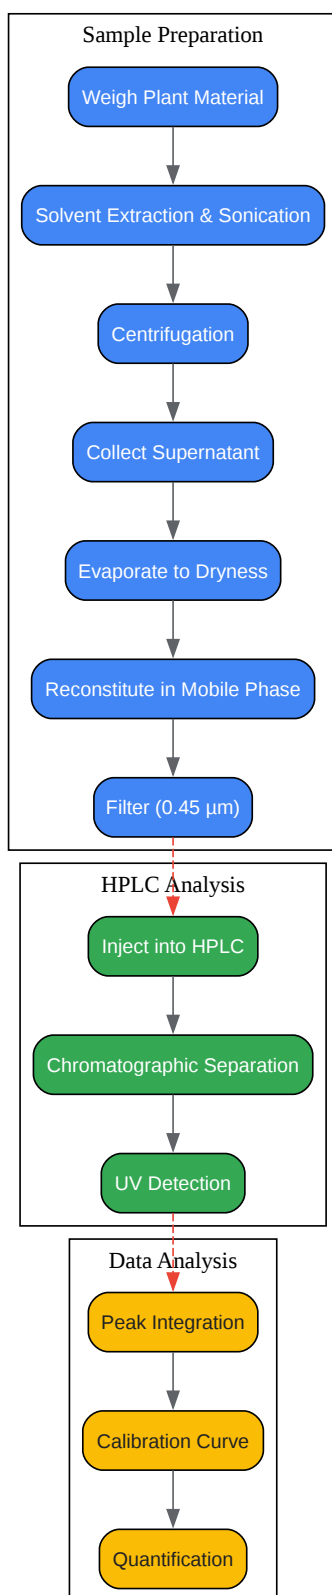 Sample Preparation
Weigh Plant Material
Solvent Extraction & Sonication
Centrifugation
Collect Supernatant
Evaporate to Dryness
Reconstitute in Mobile Phase
Filter (0.45 µm)
HPLC Analysis
Inject into HPLC
Chromatographic Separation
UV Detection
Data Analysis
Peak Integration
Calibration Curve
Quantification